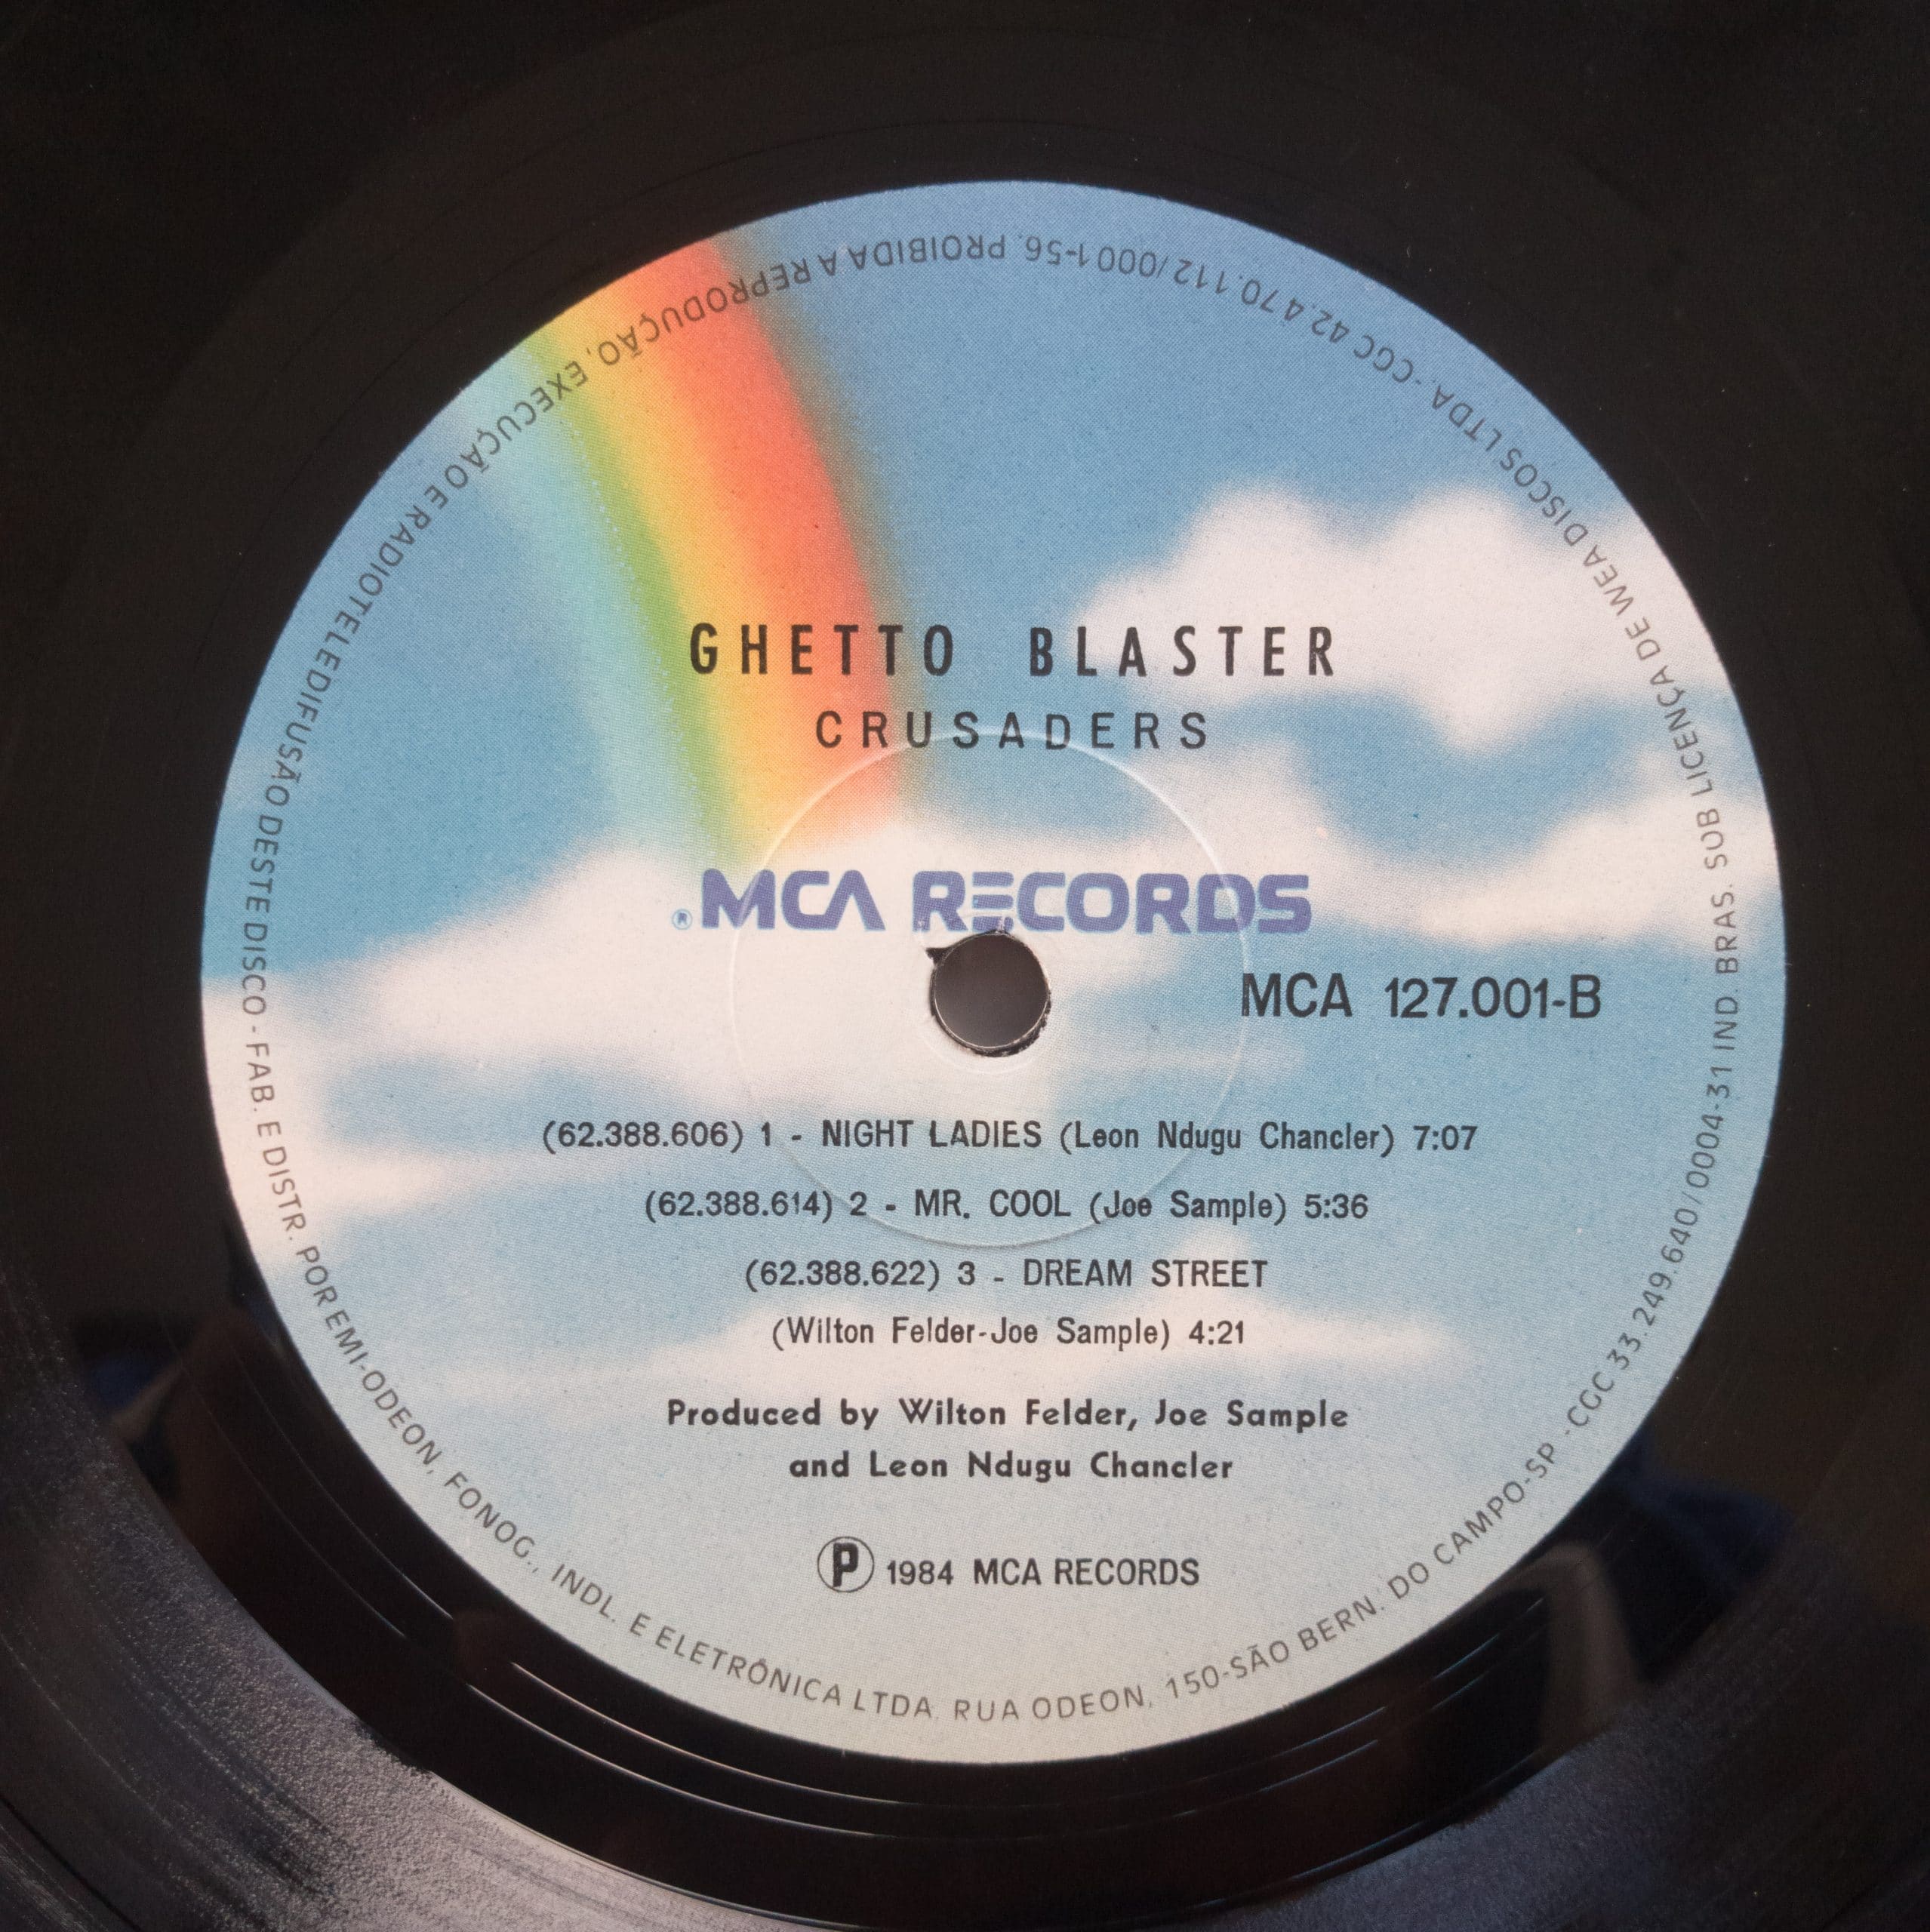 GHETTO BLASTER
CRUSADERS
® MCA RECORDS
MCA 127.001-B
(62.388.606) 1 - NIGHT LADIES (Leon Ndugu Chancler) 7:07
(62.388.614) 2 - MR. COOL (Joe Sample) 5:36
(62.388.622) 3 - DREAM STREET
(Wilton Felder-Joe Sample) 4:21
Produced by Wilton Felder, Joe Sample
and Leon Ndugu Chancler
Ⓟ 1984 MCA RECORDS
FAB. E DISTR. POR EMI-ODEON, FONOG., INDL. E ELETRÔNICA LTDA. RUA ODEON, 150-SÃO BERN. DO CAMPO-SP - CGC 33.249.640/0004-31 IND. BRAS. SOB LICENÇA DE WEA DISCOS LTDA. - CGC 42.470.112/0001-56. PROIBIDA A REPRODUÇÃO, EXECUÇÃO E RADIOTELEDIFUSÃO DESTE DISCO -